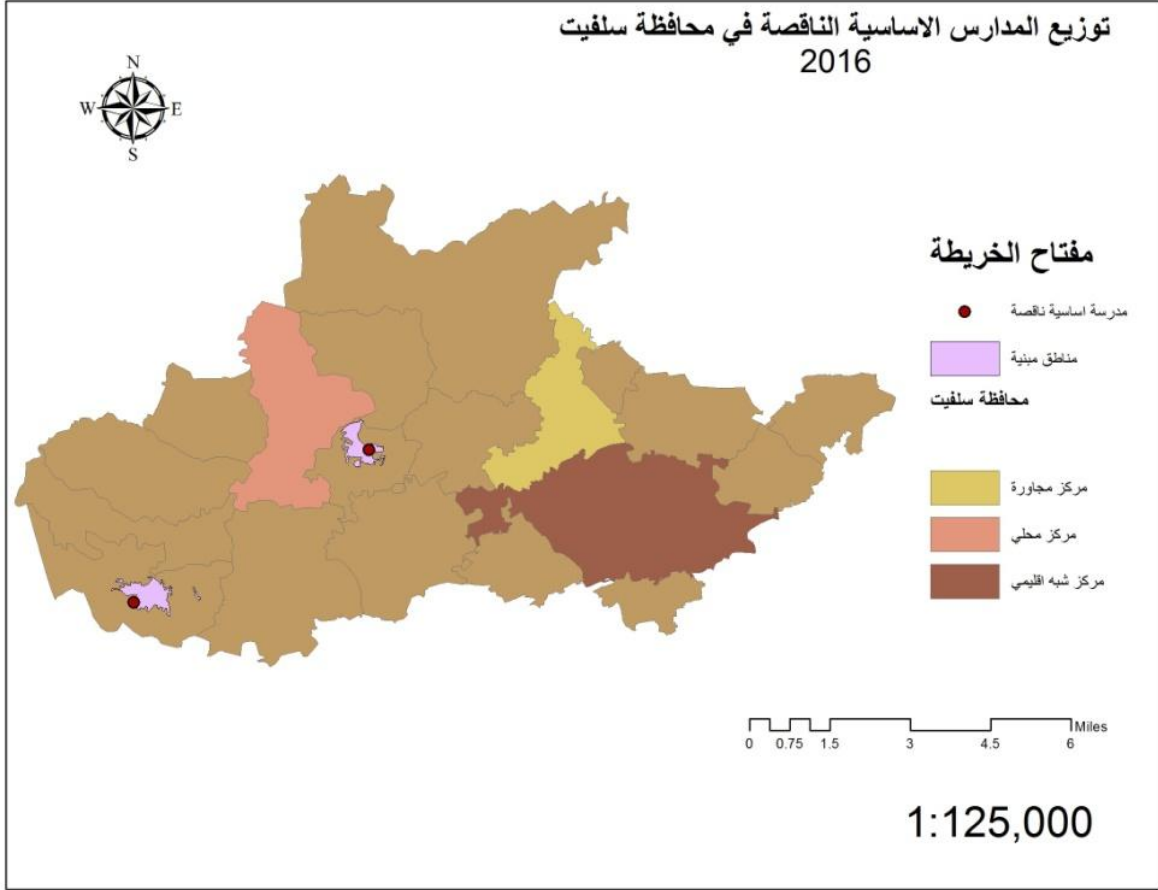 توزيع المدارس الاساسية الناقصة في محافظة سلفيت
2016
N
W E
S
مفتاح الخريطة
مدرسة اساسية ناقصة
مناطق مبنية
محافظة سلفيت
مركز مجاورة
مركز محلي
مركز شبه اقليمي
Miles
0 0.75 1.5 3 4.5 6
1:125,000